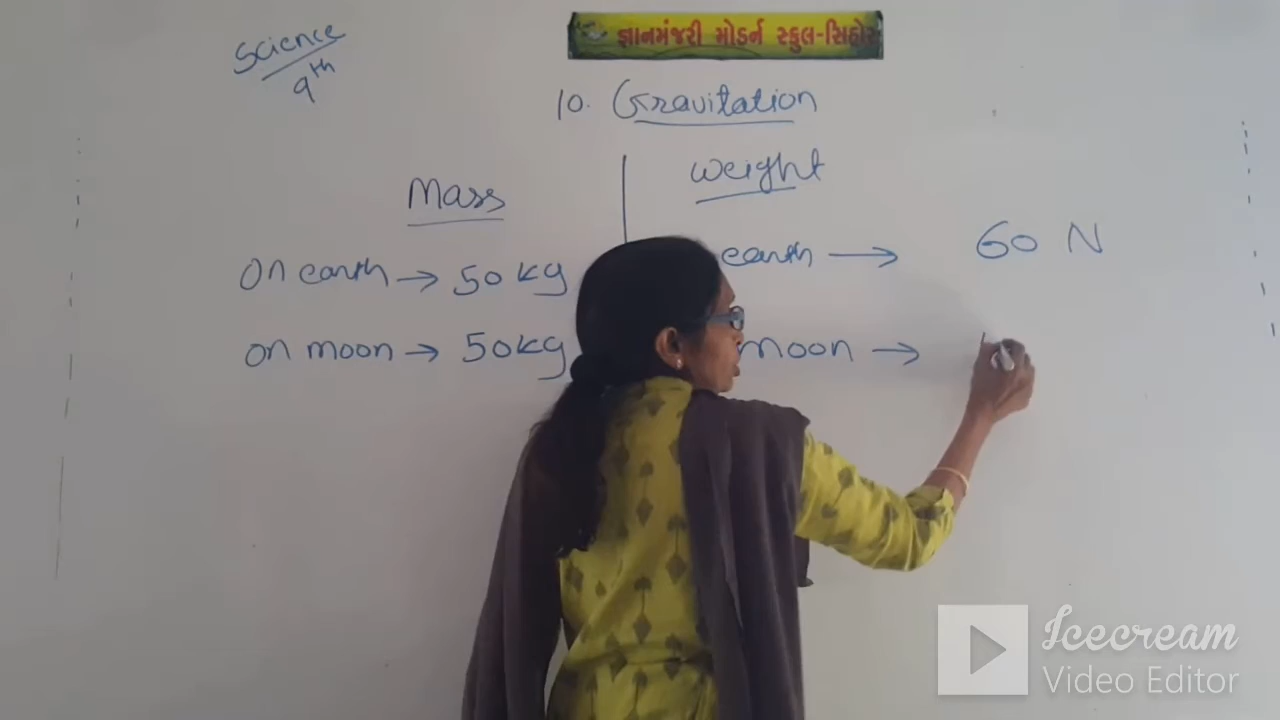 જ્ઞાનમંજરી મોડર્ન સ્કુલ-સિહોર
Science
9th
10. Gravitation
Mass
Weight
On earth → 50 kg
earth → 60 N
on moon → 50kg
moon →
Icecream
Video Editor